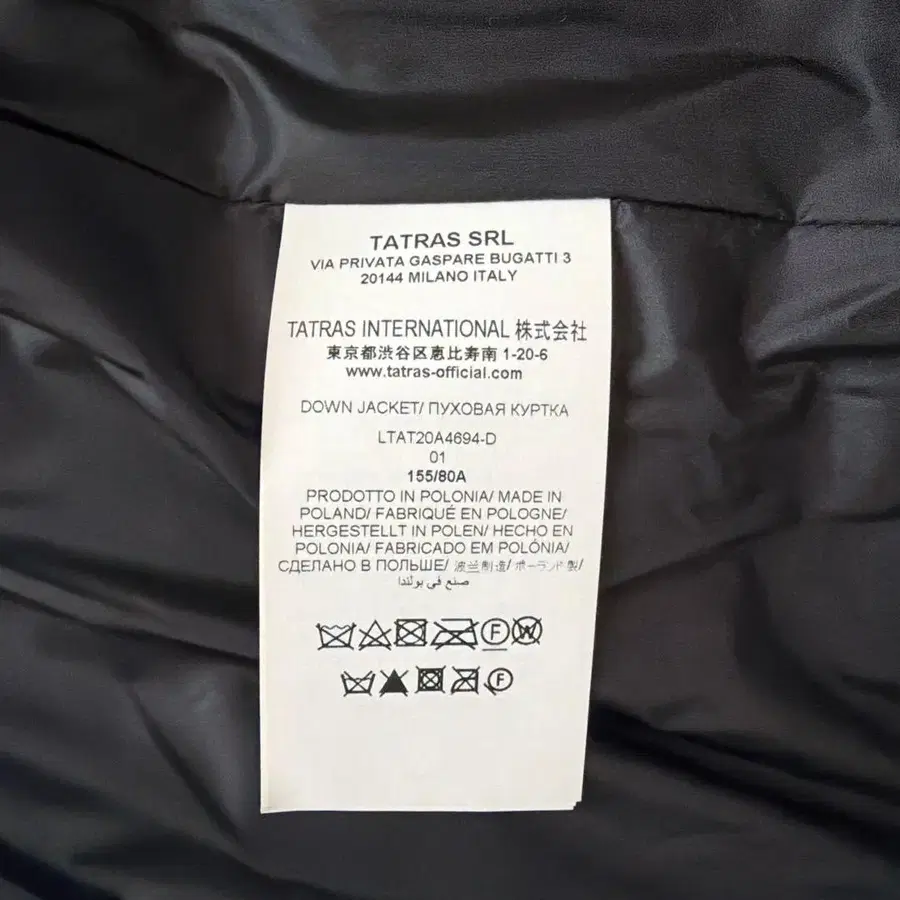 TATRAS SRL
VIA PRIVATA GASPARE BUGATTI 3
20144 MILANO ITALY
TATRAS INTERNATIONAL 株式会社
東京都渋谷区恵比寿南 1-20-6
www.tatras-official.com
DOWN JACKET/ ПУХОВАЯ КУРТКА
LTAT20A4694-D
01
155/80A
PRODOTTO IN POLONIA/ MADE IN
POLAND/ FABRIQUÉ EN POLOGNE/
HERGESTELLT IN POLEN/ HECHO EN
POLONIA/ FABRICADO EM POLÓNIA/
СДЕЛАНО В ПОЛЬШЕ/ 波兰制造/ ポーランド製/
صنع في بولندا
F W
F